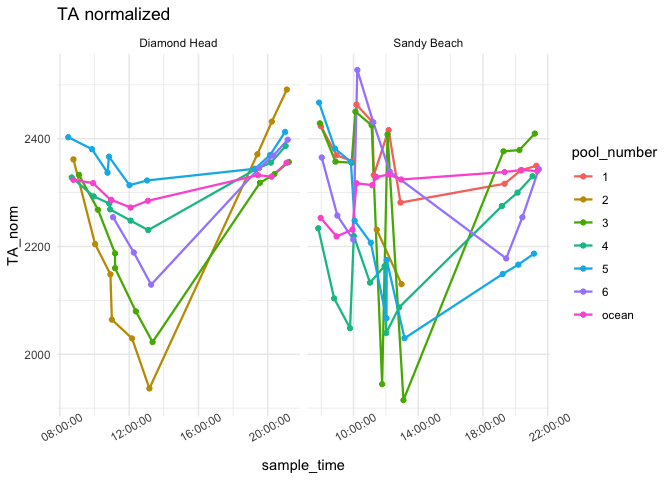 TA normalized
Diamond Head
Sandy Beach
2400
2200
2000
TA_norm
08:00:00
12:00:00
16:00:00
20:00:00
10:00:00
14:00:00
18:00:00
22:00:00
sample_time
pool_number
1
2
3
4
5
6
ocean